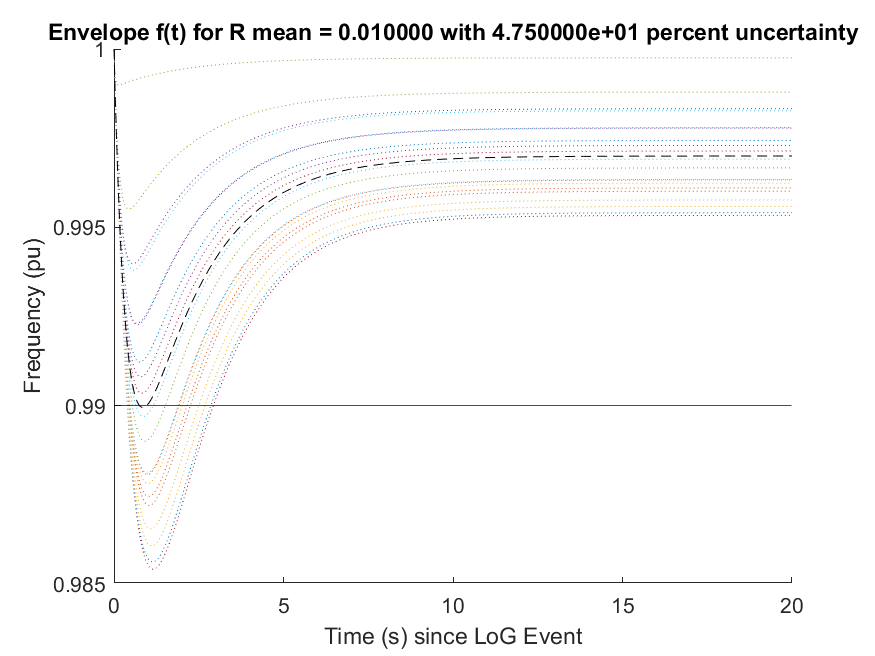 Envelope f(t) for R mean = 0.010000 with 4.750000e+01 percent uncertainty
1
0.995
0.99
0.985
Frequency (pu)
0 5 10 15 20
Time (s) since LoG Event